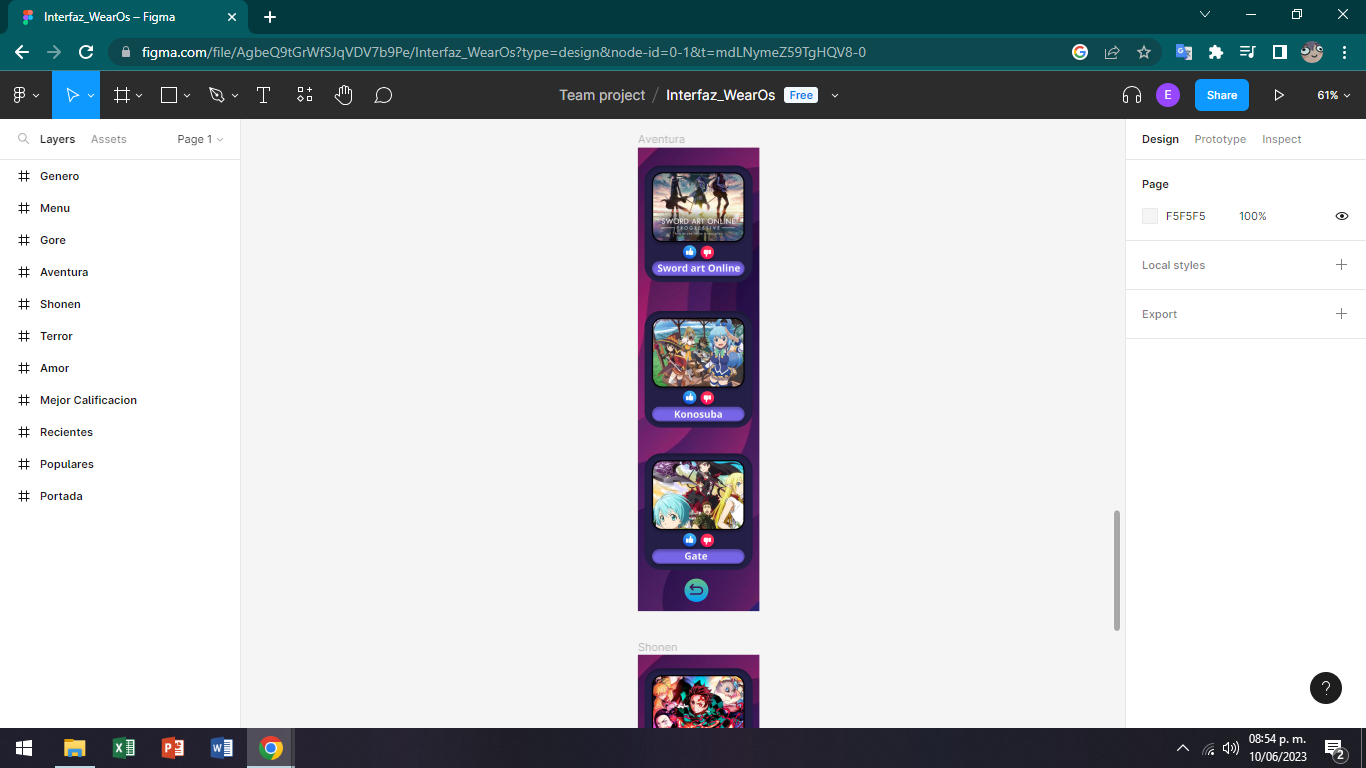 Interfaz_WearOs – Figma
figma.com/file/AgbeQ9tGrWfSJqVDV7b9Pe/Interfaz_WearOs?type=design&node-id=0-1&t=mdLNymeZ59TgHQV8-0
Team project / Interfaz_WearOs Free
E
Share
61%
Layers Assets Page 1
Genero
Menu
Gore
Aventura
Shonen
Terror
Amor
Mejor Calificacion
Recientes
Populares
Portada
Aventura
SWORD ART ONLINE
PROGRESSIVE
Sword art Online
Konosuba
Gate
Shonen
Design Prototype Inspect
Page
F5F5F5 100%
Local styles
Export
?
08:54 p. m.
10/06/2023
2